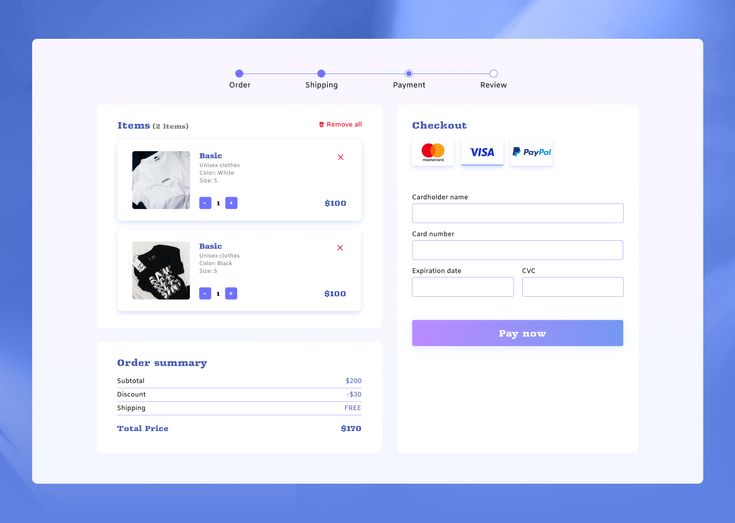 Order
Shipping
Payment
Review
Items (2 items)
Remove all
Basic
Unisex clothes
Color: White
Size: S
- 1 +
$100
Basic
Unisex clothes
Color: Black
Size: S
- 1 +
$100
Order summary
Subtotal $200
Discount -$30
Shipping FREE
Total Price $170
Checkout
mastercard
VISA
PayPal
Cardholder name
Card number
Expiration date
CVC
Pay now